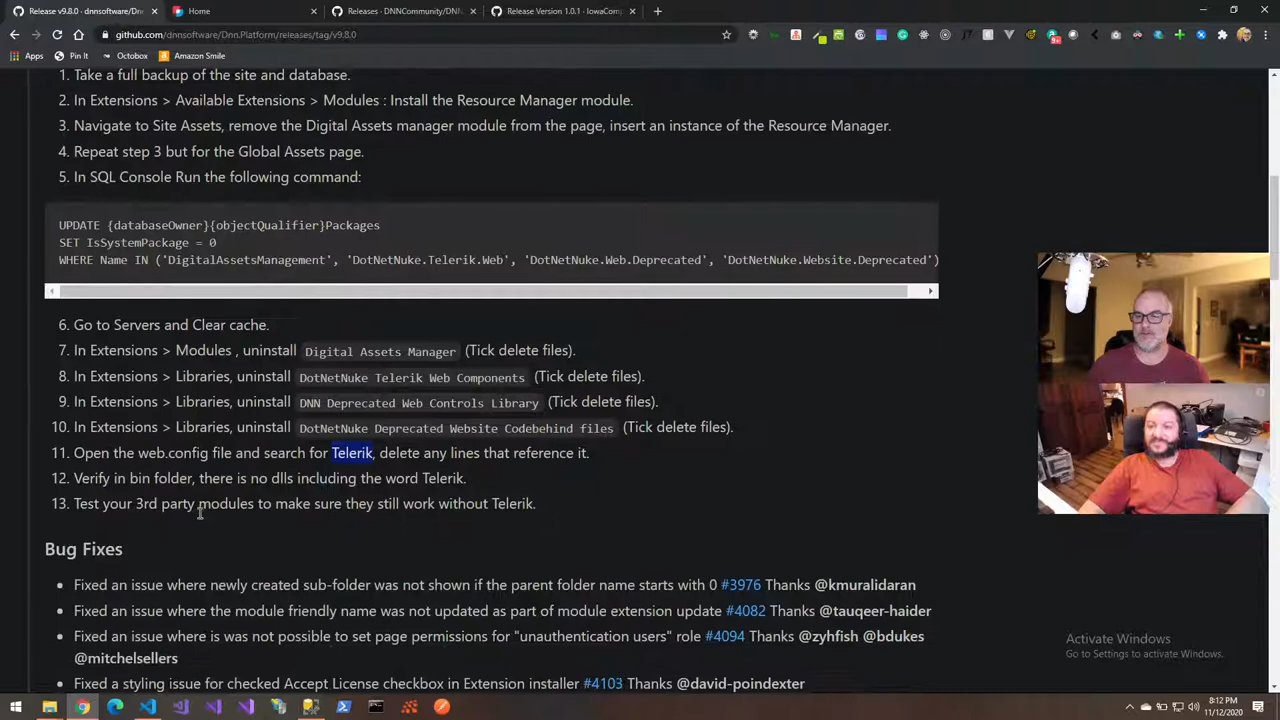 Release v9.8.0 · dnnsoftware/Dnn
Home
Releases · DNNCommunity/DNN
Release Version 1.0.1 · IowaComp
github.com/dnnsoftware/Dnn.Platform/releases/tag/v9.8.0
Apps
Octobox
Amazon Smile
1. Take a full backup of the site and database.
2. In Extensions > Available Extensions > Modules : Install the Resource Manager module.
3. Navigate to Site Assets, remove the Digital Assets manager module from the page, insert an instance of the Resource Manager.
4. Repeat step 3 but for the Global Assets page.
5. In SQL Console Run the following command:
UPDATE {databaseOwner}{objectQualifier}Packages
SET IsSystemPackage = 0
WHERE Name IN ('DigitalAssetsManagement', 'DotNetNuke.Telerik.Web', 'DotNetNuke.Web.Deprecated', 'DotNetNuke.Website.Deprecated')
6. Go to Servers and Clear cache.
7. In Extensions > Modules , uninstall Digital Assets Manager (Tick delete files).
8. In Extensions > Libraries, uninstall DotNetNuke Telerik Web Components (Tick delete files).
9. In Extensions > Libraries, uninstall DNN Deprecated Web Controls Library (Tick delete files).
10. In Extensions > Libraries, uninstall DotNetNuke Deprecated Website Codebehind files (Tick delete files).
11. Open the web.config file and search for Telerik, delete any lines that reference it.
12. Verify in bin folder, there is no dlls including the word Telerik.
13. Test your 3rd party modules to make sure they still work without Telerik.
Bug Fixes
• Fixed an issue where newly created sub-folder was not shown if the parent folder name starts with 0 #3976 Thanks @kmuralidaran
• Fixed an issue where the module friendly name was not updated as part of module extension update #4082 Thanks @tauqeer-haider
• Fixed an issue where is was not possible to set page permissions for "unauthentication users" role #4094 Thanks @zyhfish @bdukes
@mitchelsellers
• Fixed a styling issue for checked Accept License checkbox in Extension installer #4103 Thanks @david-poindexter
Activate Windows
Go to Settings to activate Windows.
8:12 PM
11/12/2020